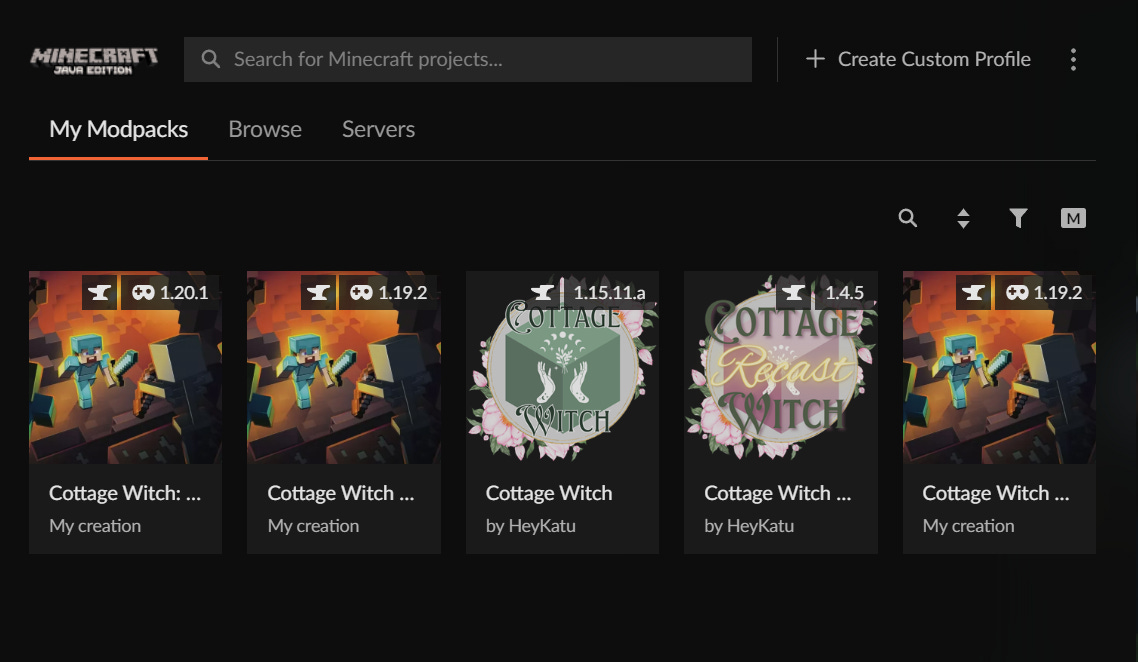 MINECRAFT
JAVA EDITION
Search for Minecraft projects...
Create Custom Profile
My Modpacks
Browse
Servers
M
1.20.1
1.19.2
1.15.11.a
1.4.5
1.19.2
COTTAGE
WITCH
COTTAGE
Recast
WITCH
Cottage Witch: ...
Cottage Witch ...
Cottage Witch
Cottage Witch ...
Cottage Witch ...
My creation
My creation
by HeyKatu
by HeyKatu
My creation